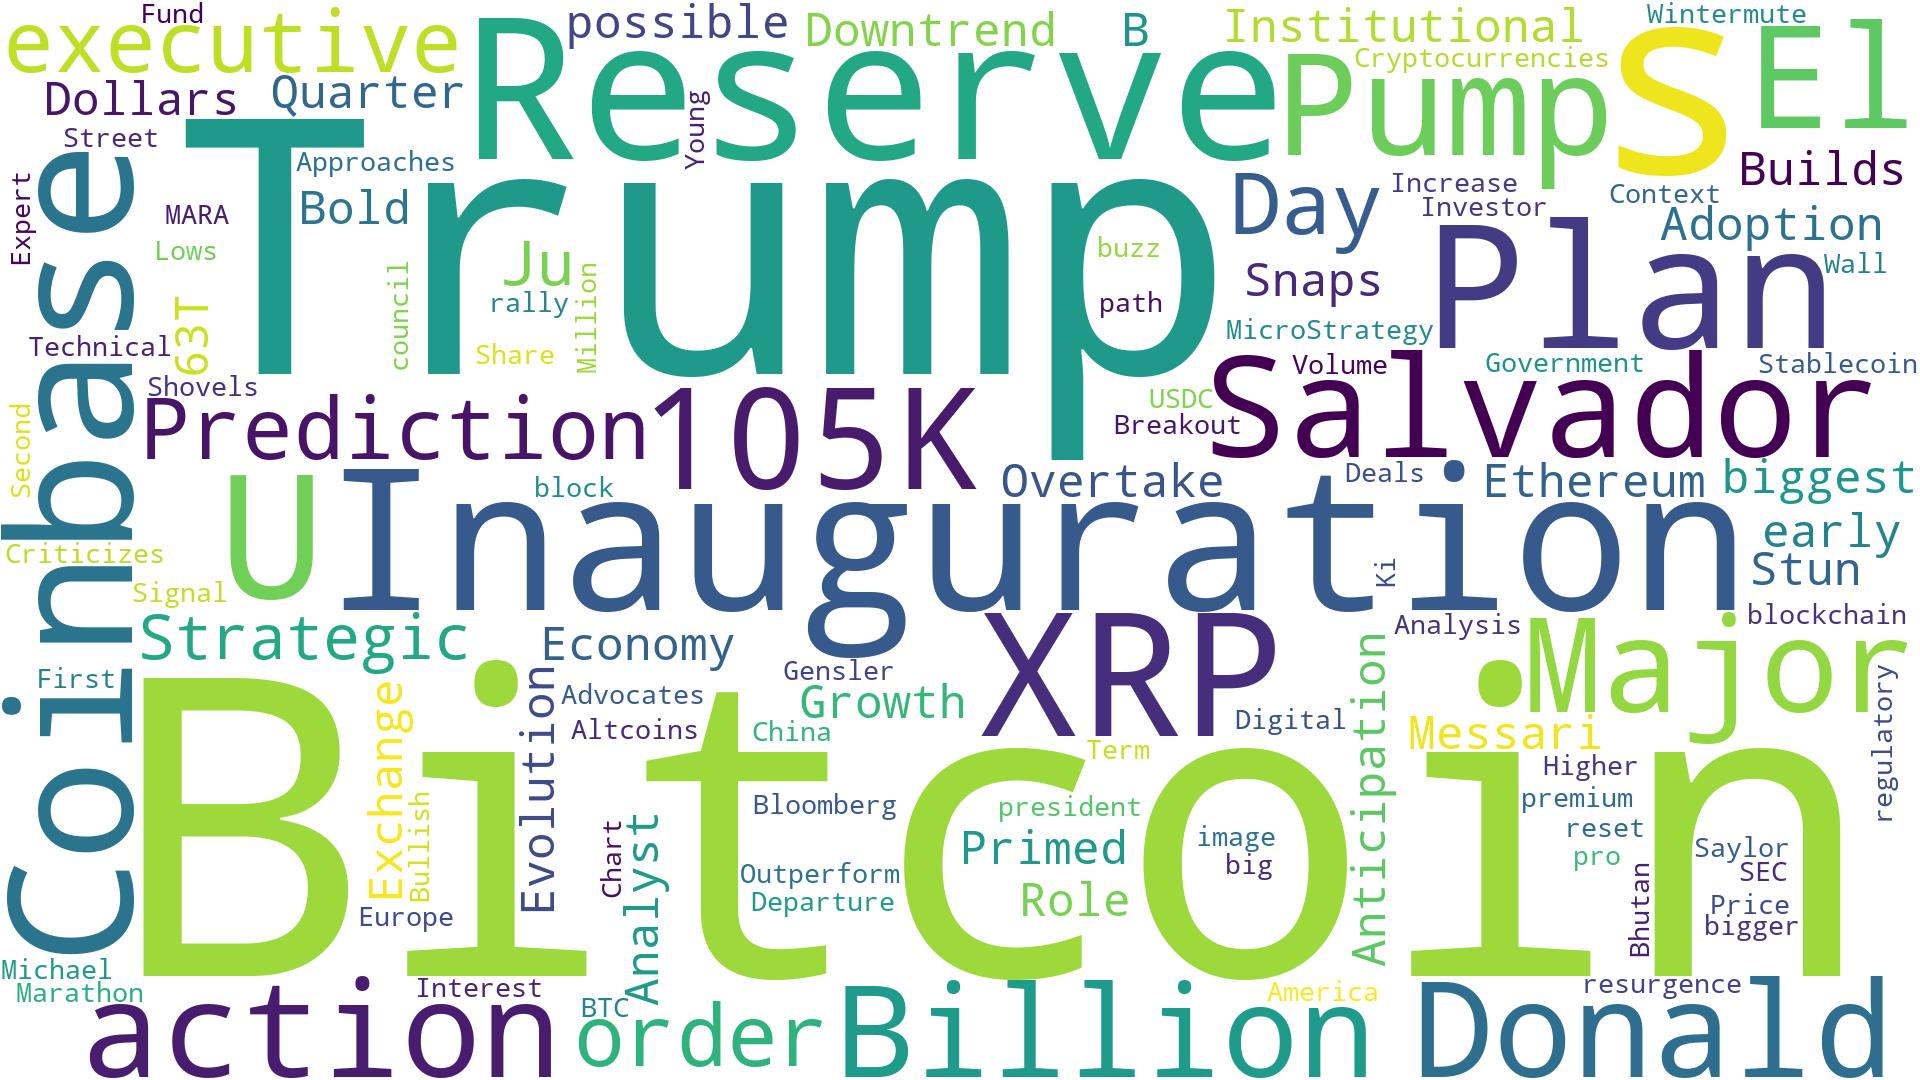 Fund
executive
Reserve
possible
Downtrend
B
Institutional
Wintermute
Cryptocurrencies
S
El
Dollars
Quarter
Pump
Street
Young
Trump
Approaches
Builds
Expert
Coinbase
MARA
Bold
Day
Increase
Investor
Context
Adoption
Lows
Ju
buzz
Snaps
Plan
Wall
63T
council
rally
Million
path
MicroStrategy
Technical
Share
Volume
Government
Stablecoin
Shovels
Prediction
105K
USDC
Breakout
Salvador
Second
U
Inauguration
block
Overtake
Deals
Ethereum
biggest
early
Criticizes
Signal
Ki
Stun
Strategic
Economy
Gensler
XRP
Anticipation
Analysis
Major
blockchain
First
Exchange
Evolution
Advocates
Altcoins
Growth
China
Digital
Messari
regulatory
Bitcoin
Term
Higher
Bullish
Chart
Analyst
Bloomberg
president
premium
Primed
image
reset
big
pro
Saylor
SEC
Outperform
Departure
Role
Bhutan
Price
bigger
Europe
Michael
Marathon
action
Interest
BTC
order
Billion
America
Donald
resurgence